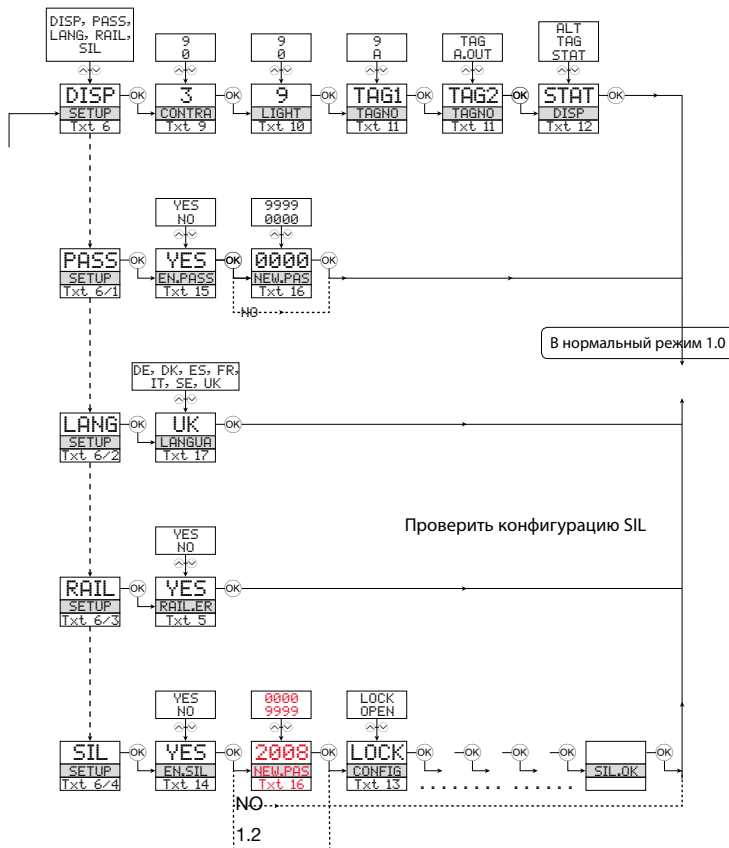 DISP, PASS,
LANG, RAIL,
SIL
9
0
9
0
9
A
TAG
A.OUT
ALT
TAG
STAT
DISP
SETUP
Txt 6
OK
3
CONTRA
Txt 9
OK
9
LIGHT
Txt 10
OK
TAG1
TAGNO
Txt 11
OK
TAG2
TAGNO
Txt 11
OK
STAT
DISP
Txt 12
OK
YES
NO
9999
0000
PASS
SETUP
Txt 6/1
OK
YES
EN.PASS
Txt 15
OK
0000
NEW.PAS
Txt 16
OK
NO
В нормальный режим 1.0
DE, DK, ES, FR,
IT, SE, UK
LANG
SETUP
Txt 6/2
OK
UK
LANGUA
Txt 17
OK
Проверить конфигурацию SIL
YES
NO
RAIL
SETUP
Txt 6/3
OK
YES
RAIL.ER
Txt 5
OK
YES
NO
0000
9999
LOCK
OPEN
SIL
SETUP
Txt 6/4
OK
YES
EN.SIL
Txt 14
OK
2008
NEW.PAS
Txt 16
OK
LOCK
CONFIG
Txt 13
OK
OK
OK
OK
SIL.OK
OK
NO
1.2